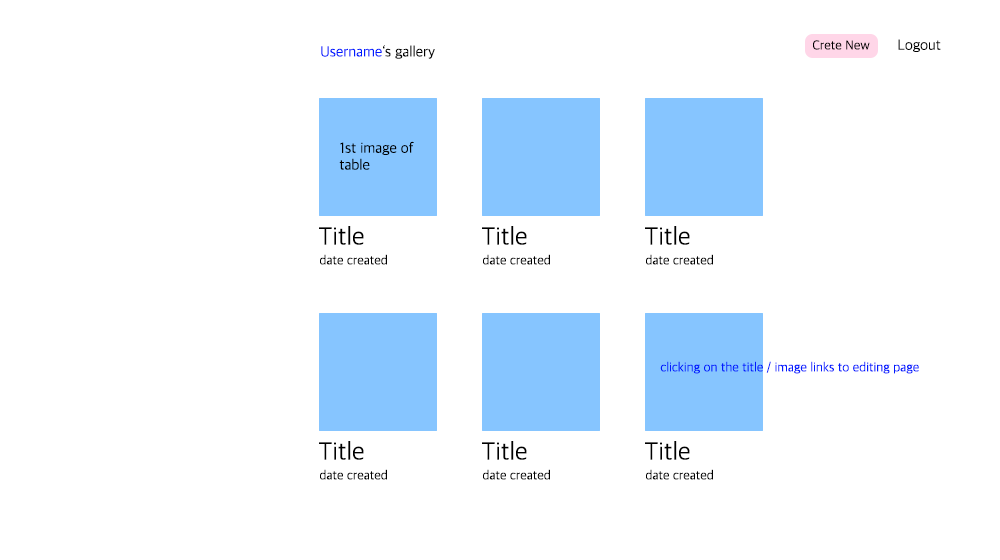 Username's gallery
Crete New
Logout
1st image of
table
Title
date created
Title
date created
Title
date created
clicking on the title / image links to editing page
Title
date created
Title
date created
Title
date created